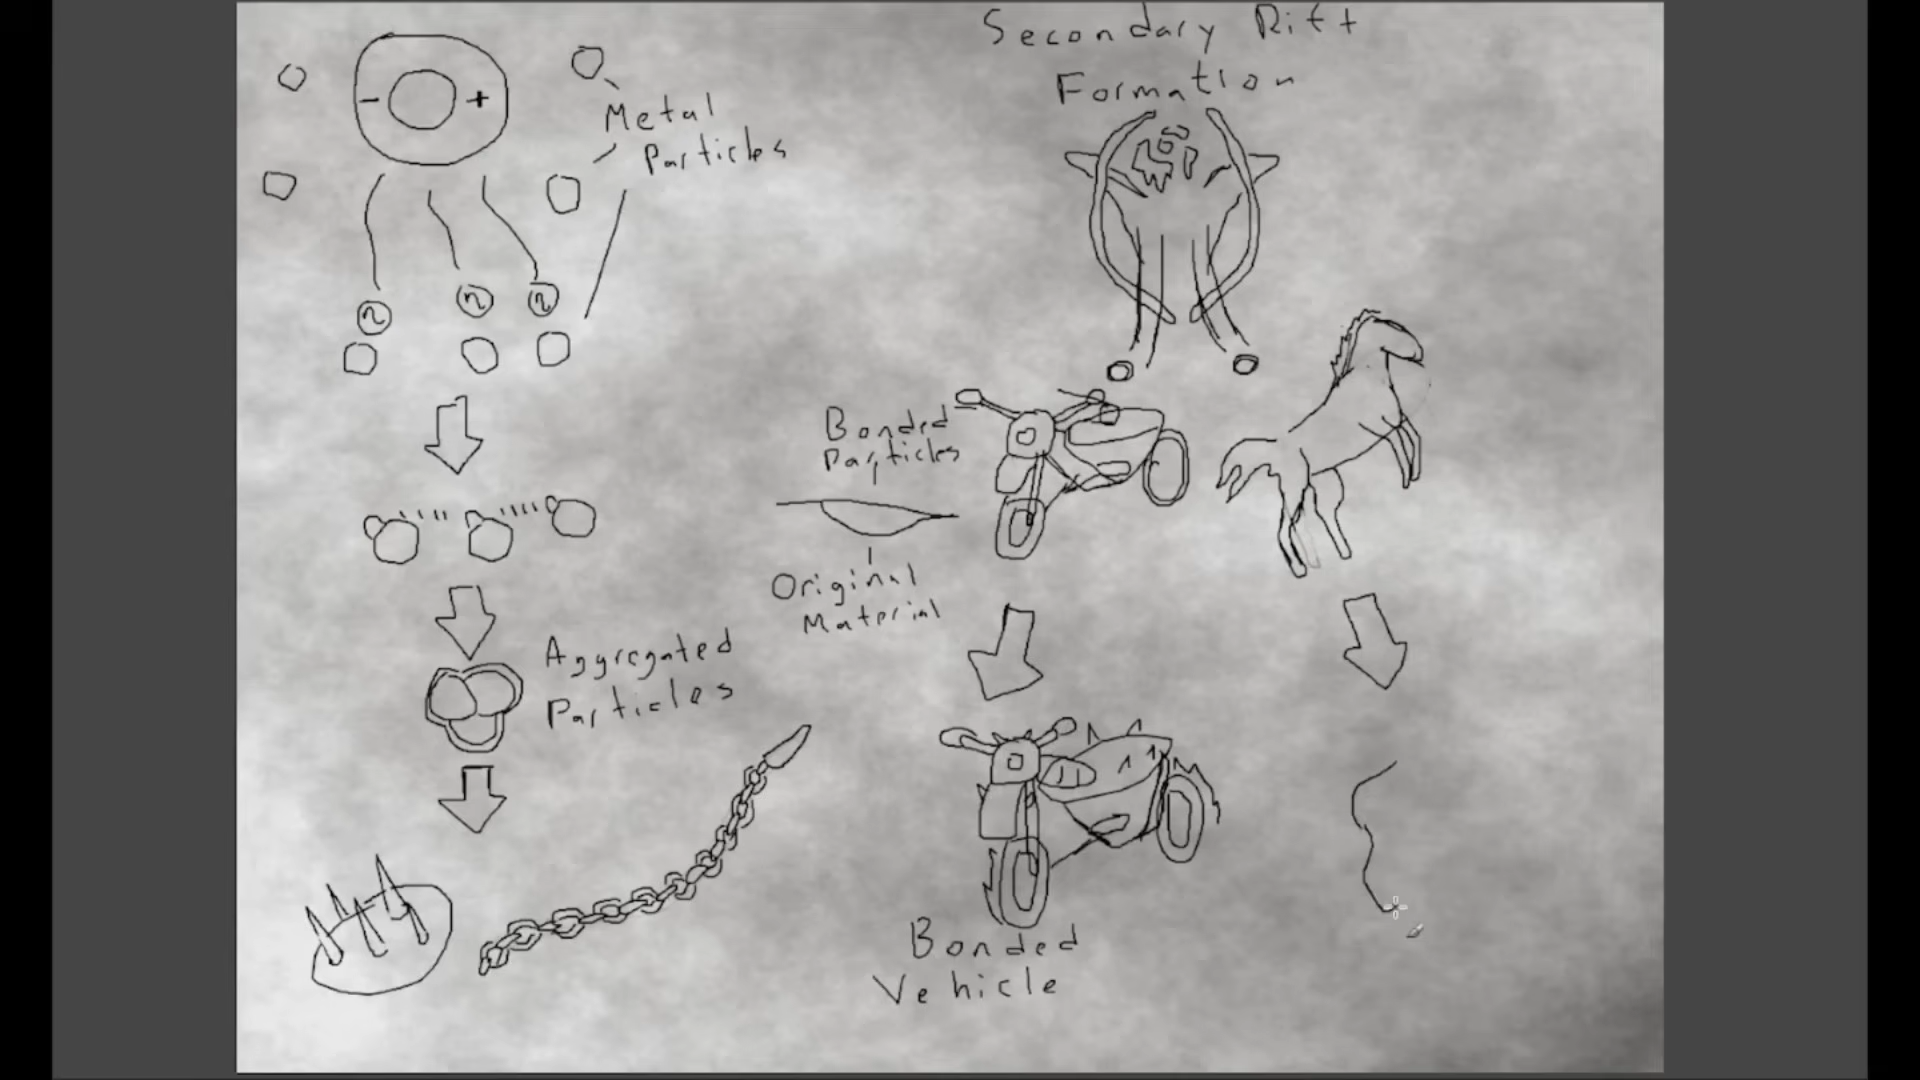 Secondary Rift
Formation
- +
Metal
Particles
n n n
Bonded
Particles
Original
Material
Aggregated
Particles
Bonded
Vehicle